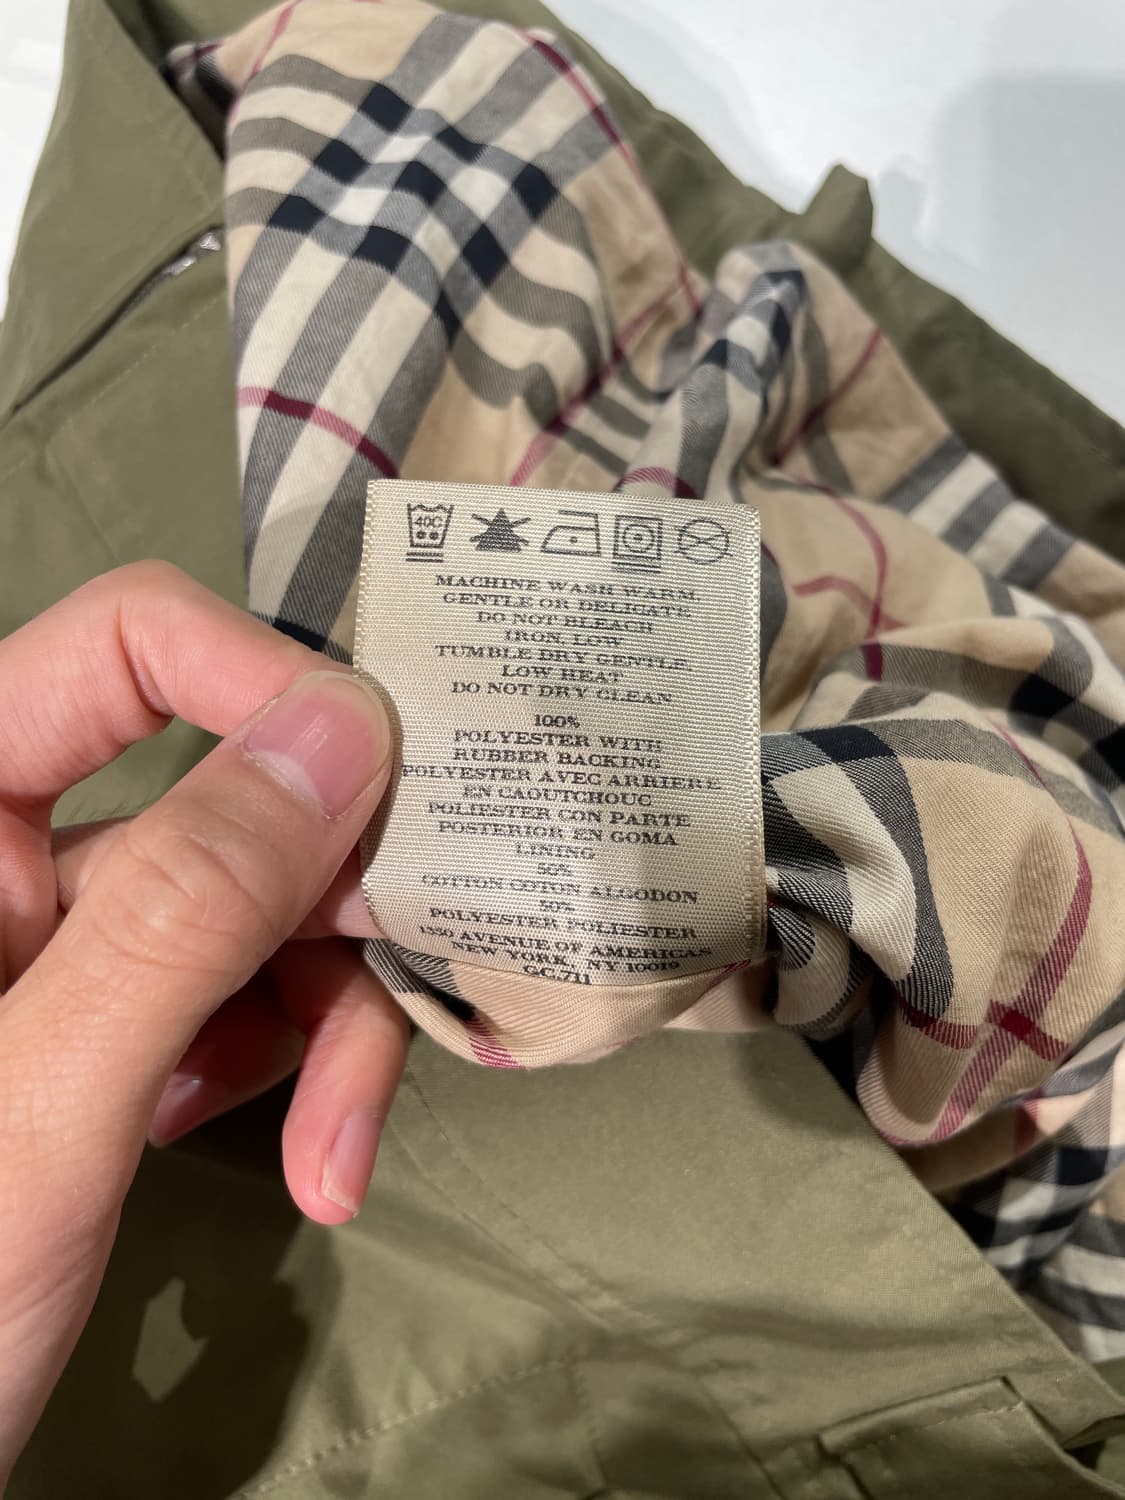 40C
MACHINE WASH WARM,
GENTLE OR DELICATE
DO NOT BLEACH
IRON, LOW
TUMBLE DRY GENTLE,
LOW HEAT
DO NOT DRY CLEAN
100%
POLYESTER WITH
RUBBER BACKING
POLYESTER AVEC ARRIERE
EN CAOUTCHOUC
POLIESTER CON PARTE
POSTERIOR EN GOMA
LINING
50%
COTTON COTON ALGODON
50%
POLYESTER POLIESTER
1350 AVENUE OF AMERICAS
NEW YORK, NY 10019
GC.711